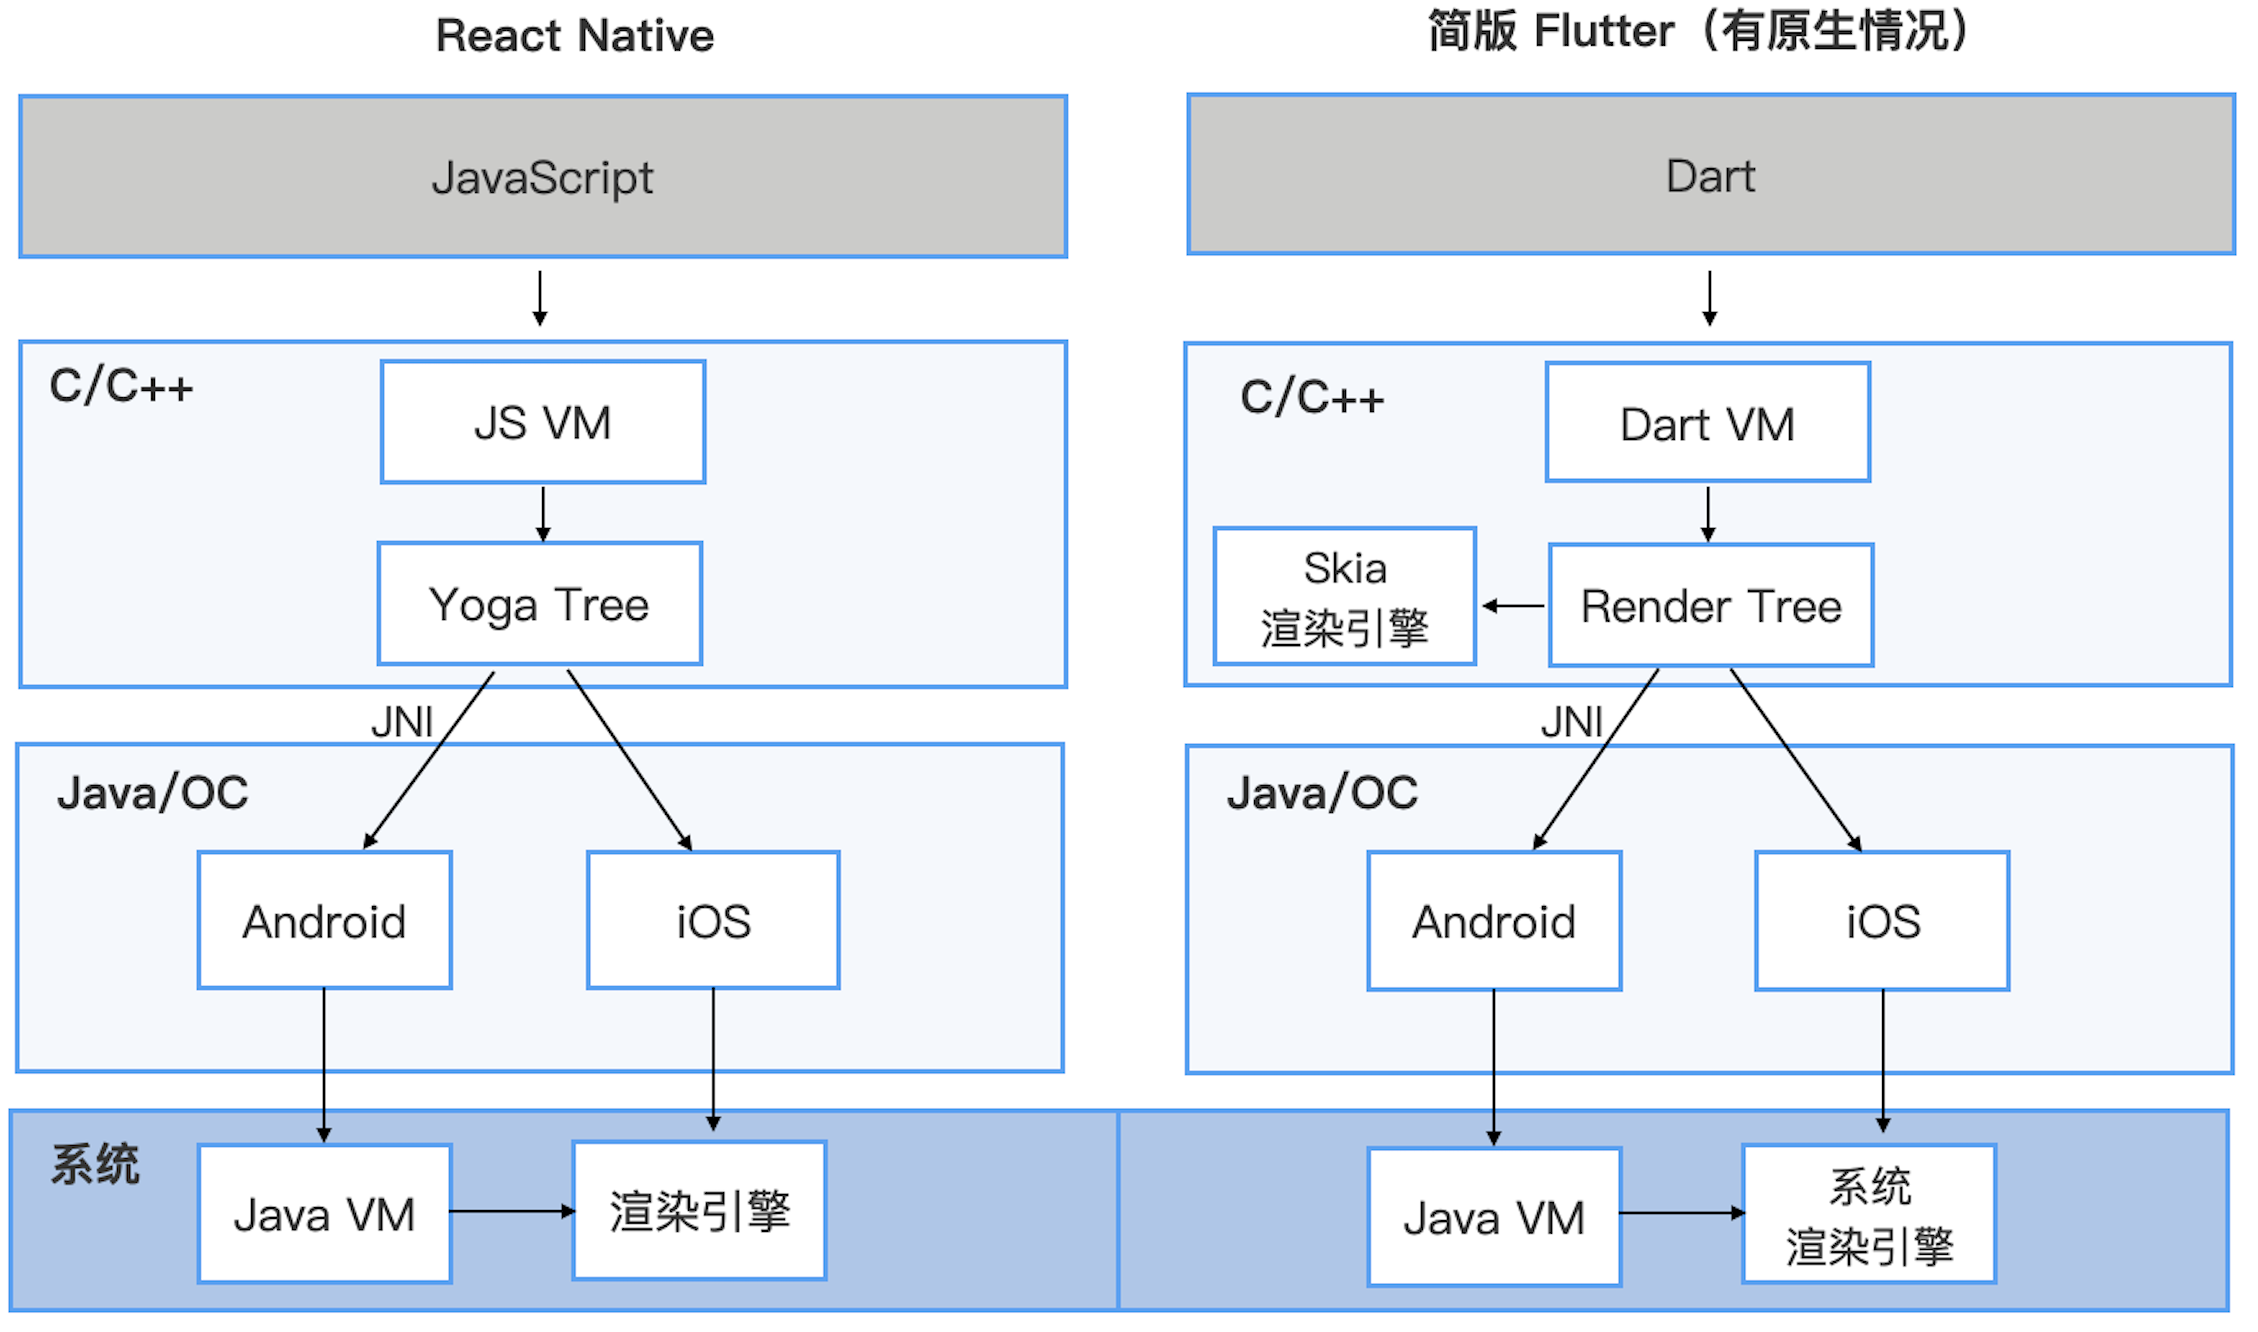 React Native
JavaScript
C/C++
JS VM
Yoga Tree
JNI
Java/OC
Android
iOS
系统
Java VM
渲染引擎
简版 Flutter（有原生情况）
Dart
C/C++
Dart VM
Skia
渲染引擎
Render Tree
JNI
Java/OC
Android
iOS
Java VM
系统
渲染引擎